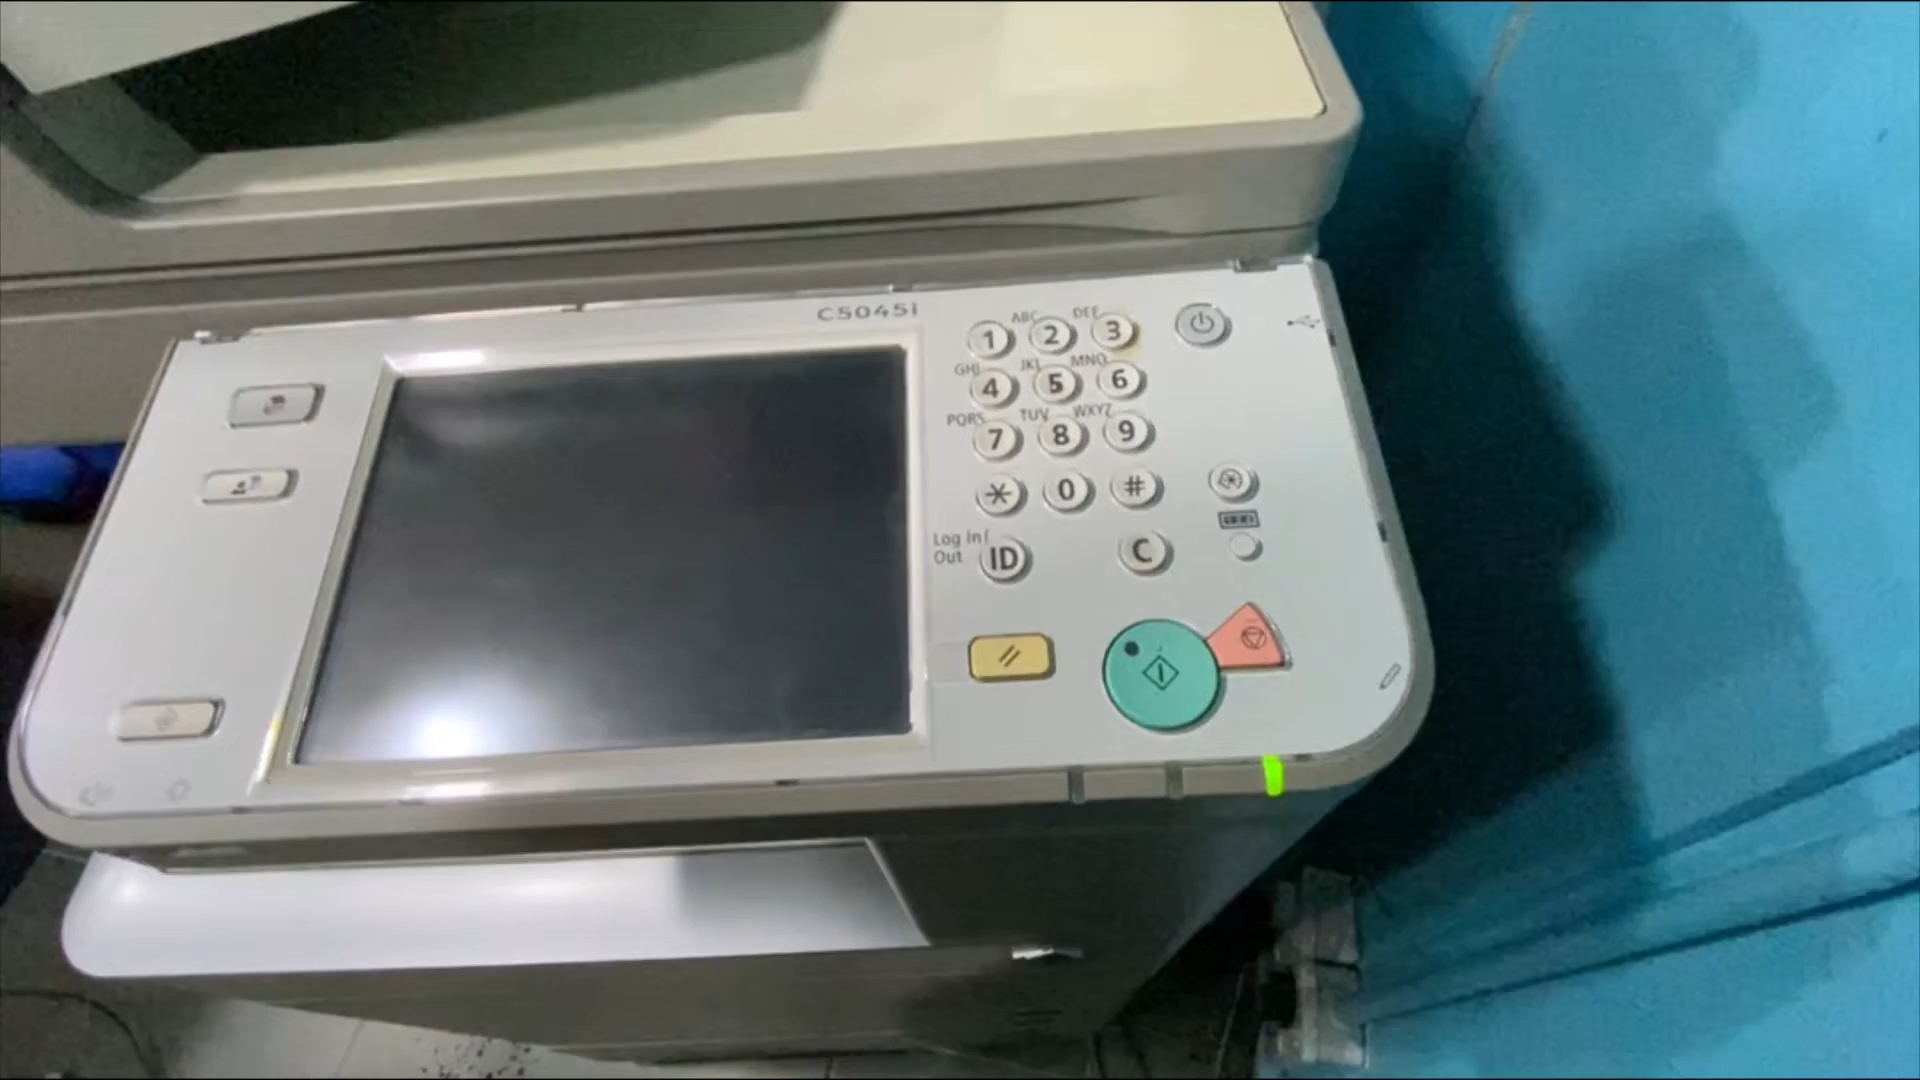 C5045i
1 ABC 2 DEF 3
GHI 4 JKL 5 MNO 6
PQRS 7 TUV 8 WXYZ 9
* 0 #
Log In/
Out ID C